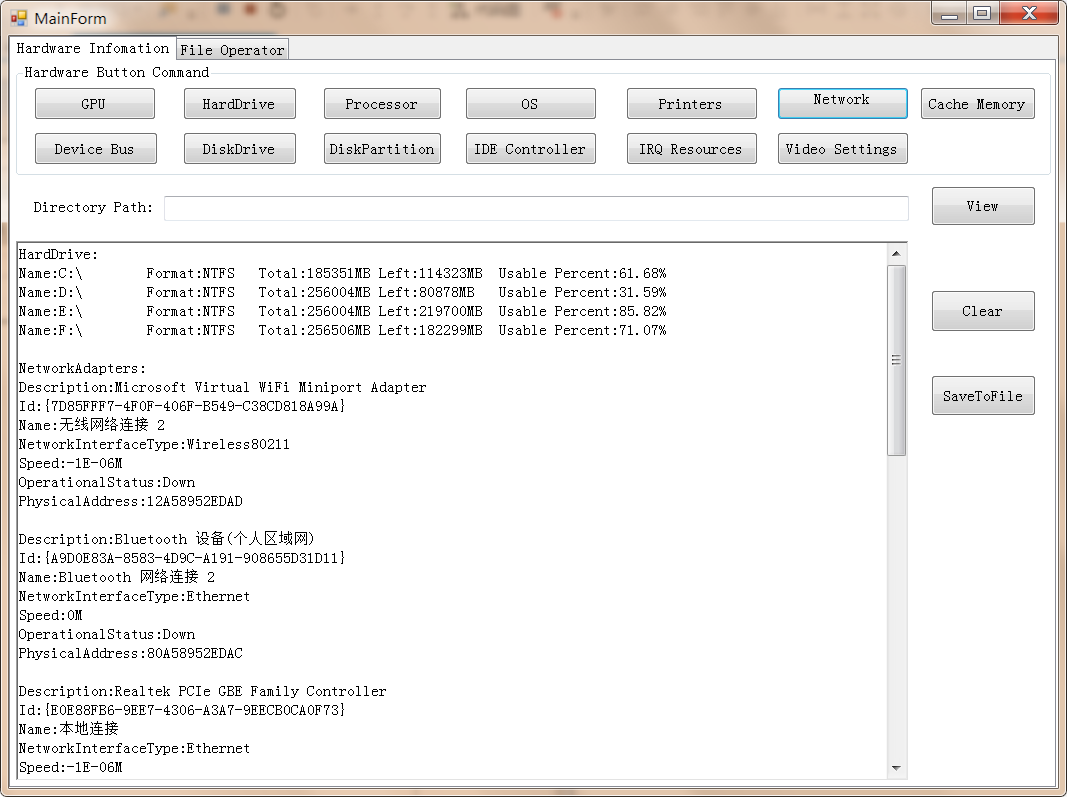 MainForm
Hardware Infomation File Operator
Hardware Button Command
GPU HardDrive Processor OS Printers Network Cache Memory
Device Bus DiskDrive DiskPartition IDE Controller IRQ Resources Video Settings
Directory Path: View
HardDrive:
Name:C:\ Format:NTFS Total:185351MB Left:114323MB Usable Percent:61.68%
Name:D:\ Format:NTFS Total:256004MB Left:80878MB Usable Percent:31.59%
Name:E:\ Format:NTFS Total:256004MB Left:219700MB Usable Percent:85.82%
Name:F:\ Format:NTFS Total:256506MB Left:182299MB Usable Percent:71.07%
Clear
NetworkAdapters:
Description:Microsoft Virtual WiFi Miniport Adapter
Id:{7D85FFF7-4F0F-406F-B549-C38CD818A99A}
SaveToFile
Name:无线网络连接 2
NetworkInterfaceType:Wireless80211
Speed:-1E-06M
OperationalStatus:Down
PhysicalAddress:12A58952EDAD
Description:Bluetooth 设备(个人区域网)
Id:{A9D0E83A-8583-4D9C-A191-908655D31D11}
Name:Bluetooth 网络连接 2
NetworkInterfaceType:Ethernet
Speed:0M
OperationalStatus:Down
PhysicalAddress:80A58952EDAC
Description:Realtek PCIe GBE Family Controller
Id:{E0E88FB6-9EE7-4306-A3A7-9EECB0CA0F73}
Name:本地连接
NetworkInterfaceType:Ethernet
Speed:-1E-06M